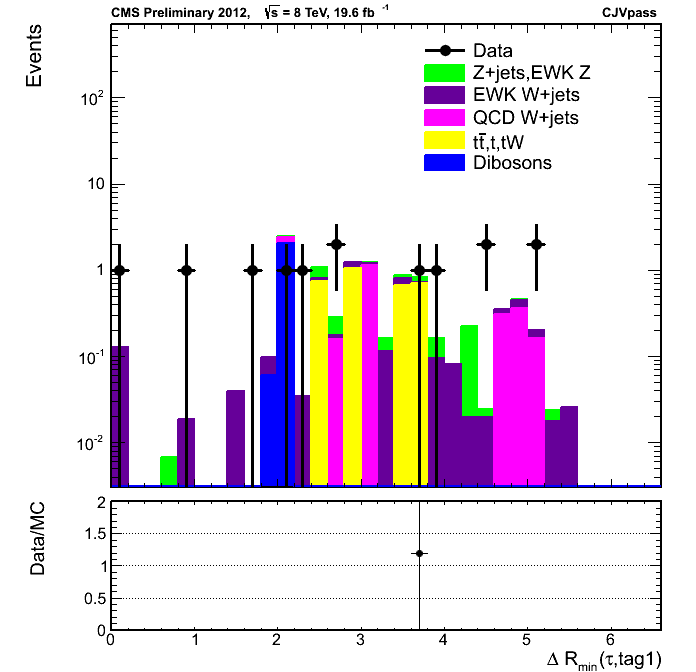 CMS Preliminary 2012, √s = 8 TeV, 19.6 fb⁻¹ CJVpass
Events
Data
Z+jets,EWK Z
EWK W+jets
QCD W+jets
tt̅,t,tW
Dibosons
10²
10
1
10⁻¹
10⁻²
Data/MC
2
1.5
1
0.5
0
0 1 2 3 4 5 6
Δ R_min(τ,tag1)